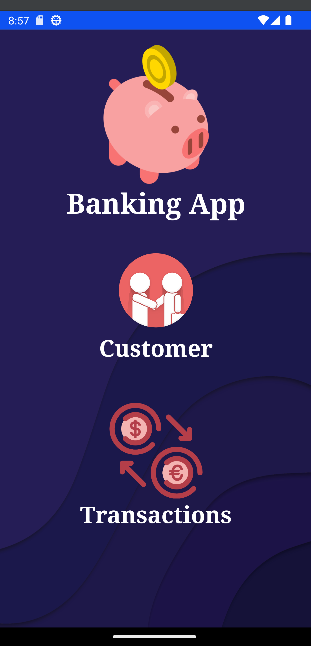 8:57
Banking App
Customer
$
€
Transactions